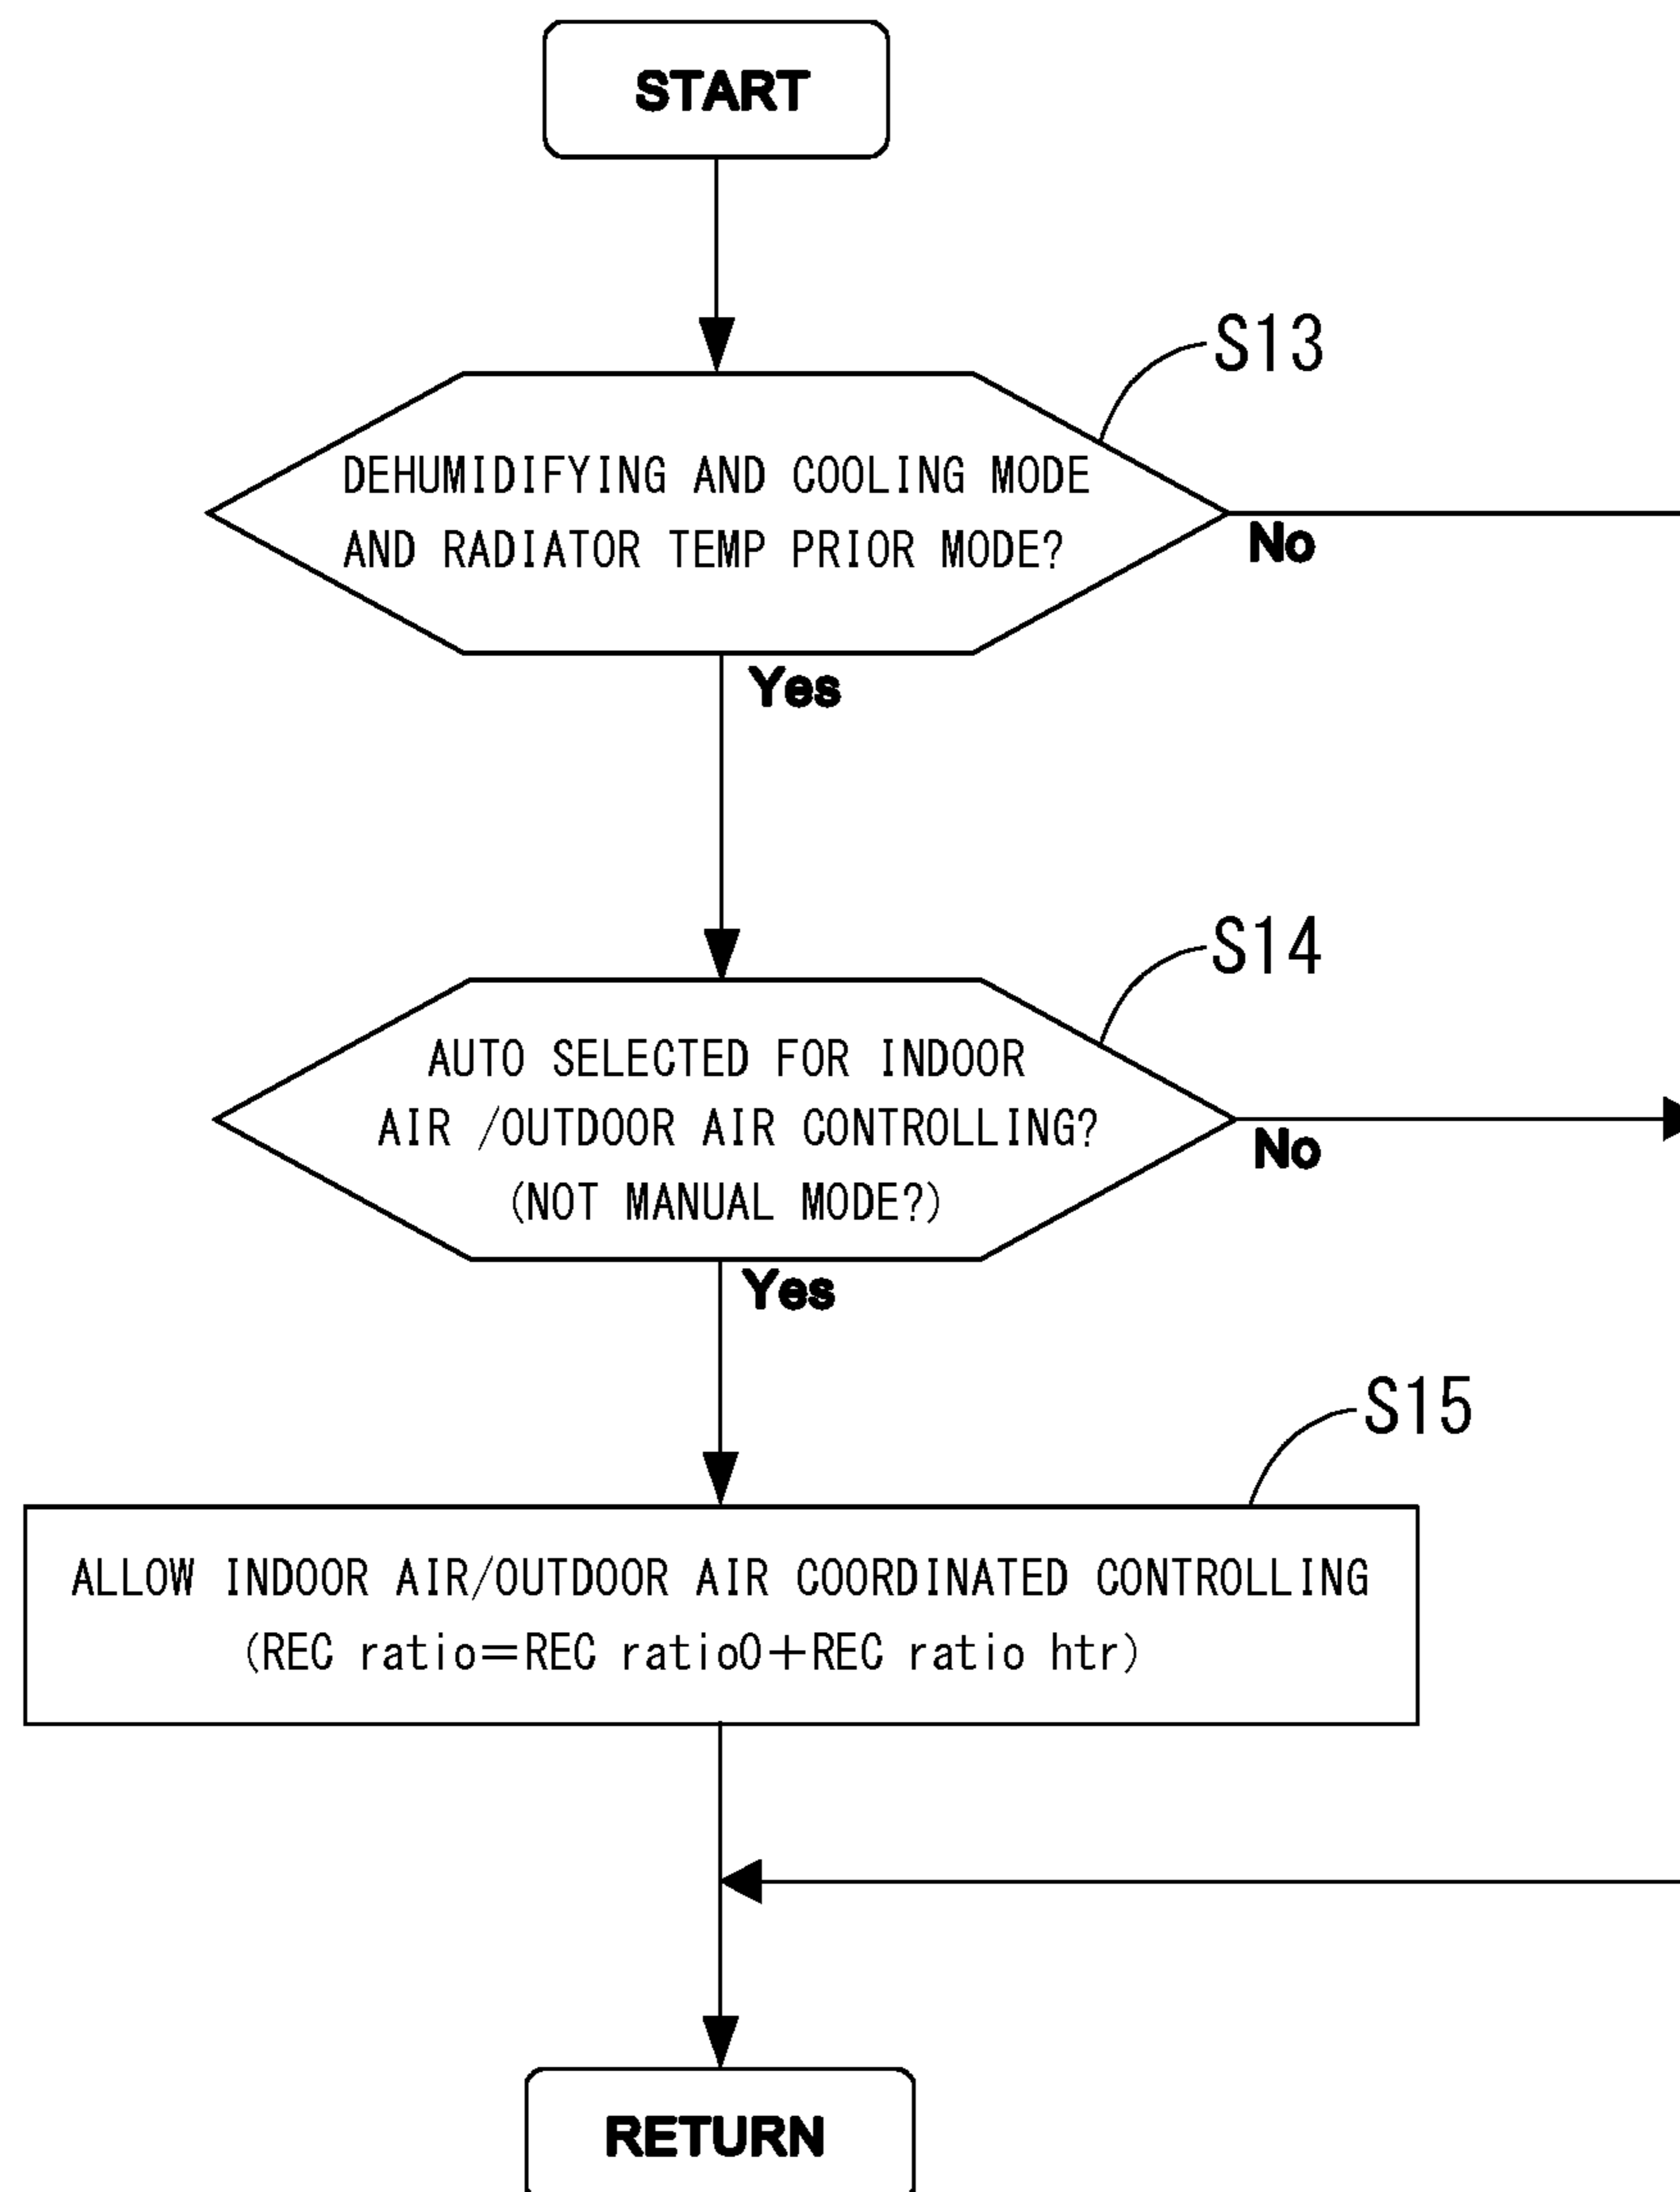 START
S13
DEHUMIDIFYING AND COOLING MODE
AND RADIATOR TEMP PRIOR MODE?
No
Yes
S14
AUTO SELECTED FOR INDOOR
AIR /OUTDOOR AIR CONTROLLING?
(NOT MANUAL MODE?)
No
Yes
S15
ALLOW INDOOR AIR/OUTDOOR AIR COORDINATED CONTROLLING
(REC ratio=REC ratio0+REC ratio htr)
RETURN